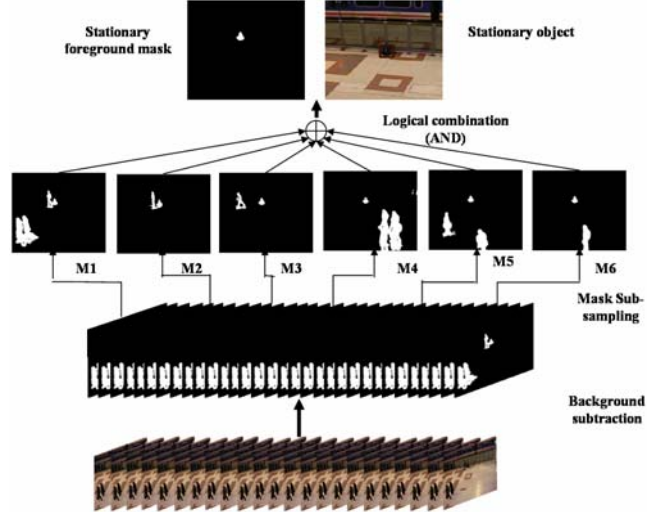 Stationary
foreground mask
Stationary object
Logical combination
(AND)
M1
M2
M3
M4
M5
M6
Mask Sub-
sampling
Background
subtraction